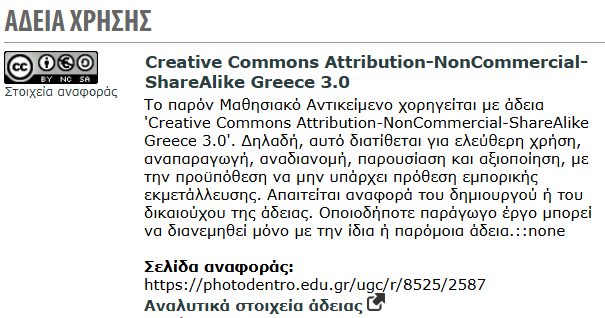 ΑΔΕΙΑ ΧΡΗΣΗΣ
cc
BY NC SA
Στοιχεία αναφοράς
Creative Commons Attribution-NonCommercial-
ShareAlike Greece 3.0
Το παρόν Μαθησιακό Αντικείμενο χορηγείται με άδεια
'Creative Commons Attribution-NonCommercial-ShareAlike
Greece 3.0'. Δηλαδή, αυτό διατίθεται για ελεύθερη χρήση,
αναπαραγωγή, αναδιανομή, παρουσίαση και αξιοποίηση, με
την προϋπόθεση να μην υπάρχει πρόθεση εμπορικής
εκμετάλλευσης. Απαιτείται αναφορά του δημιουργού ή του
δικαιούχου της άδειας. Οποιοδήποτε παράγωγο έργο μπορεί
να διανεμηθεί μόνο με την ίδια ή παρόμοια άδεια.::none
Σελίδα αναφοράς:
https://photodentro.edu.gr/ugc/r/8525/2587
Αναλυτικά στοιχεία άδειας